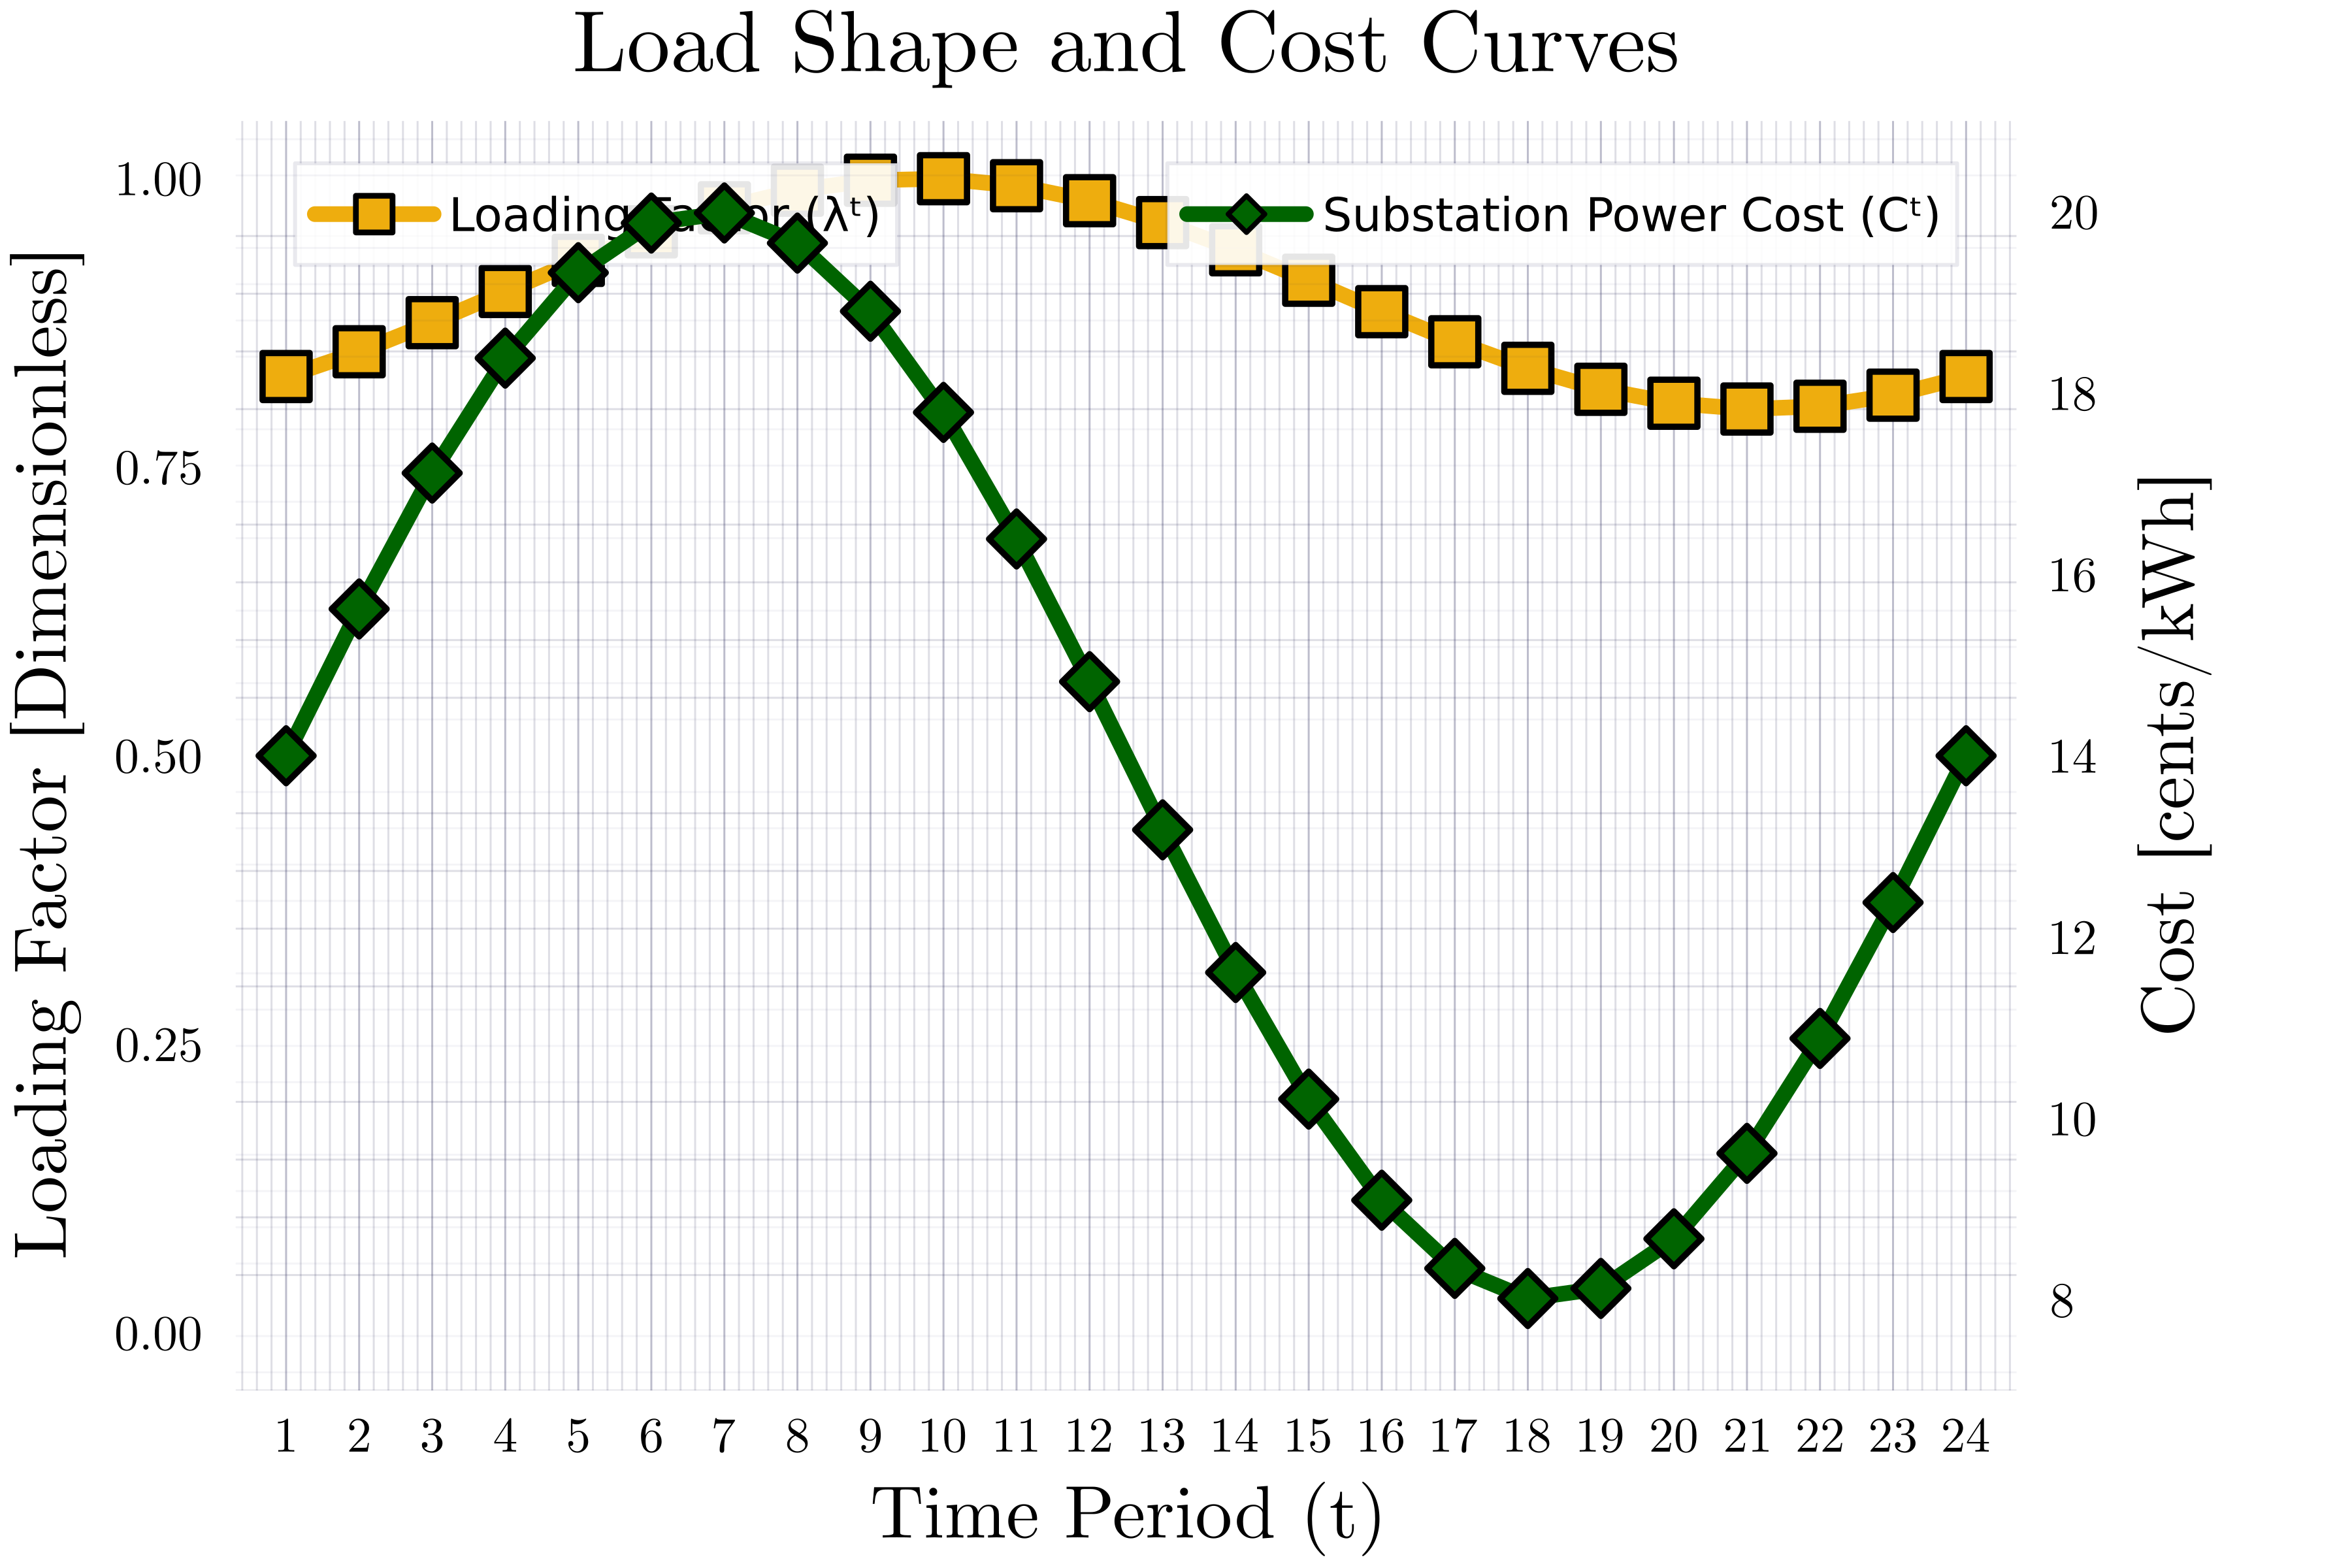 Load Shape and Cost Curves
Loading Factor (λᵗ)
Substation Power Cost (Cᵗ)
Loading Factor [Dimensionless]
1.00
0.75
0.50
0.25
0.00
20
18
16
14
12
10
8
Cost [cents/kWh]
1 2 3 4 5 6 7 8 9 10 11 12 13 14 15 16 17 18 19 20 21 22 23 24
Time Period (t)